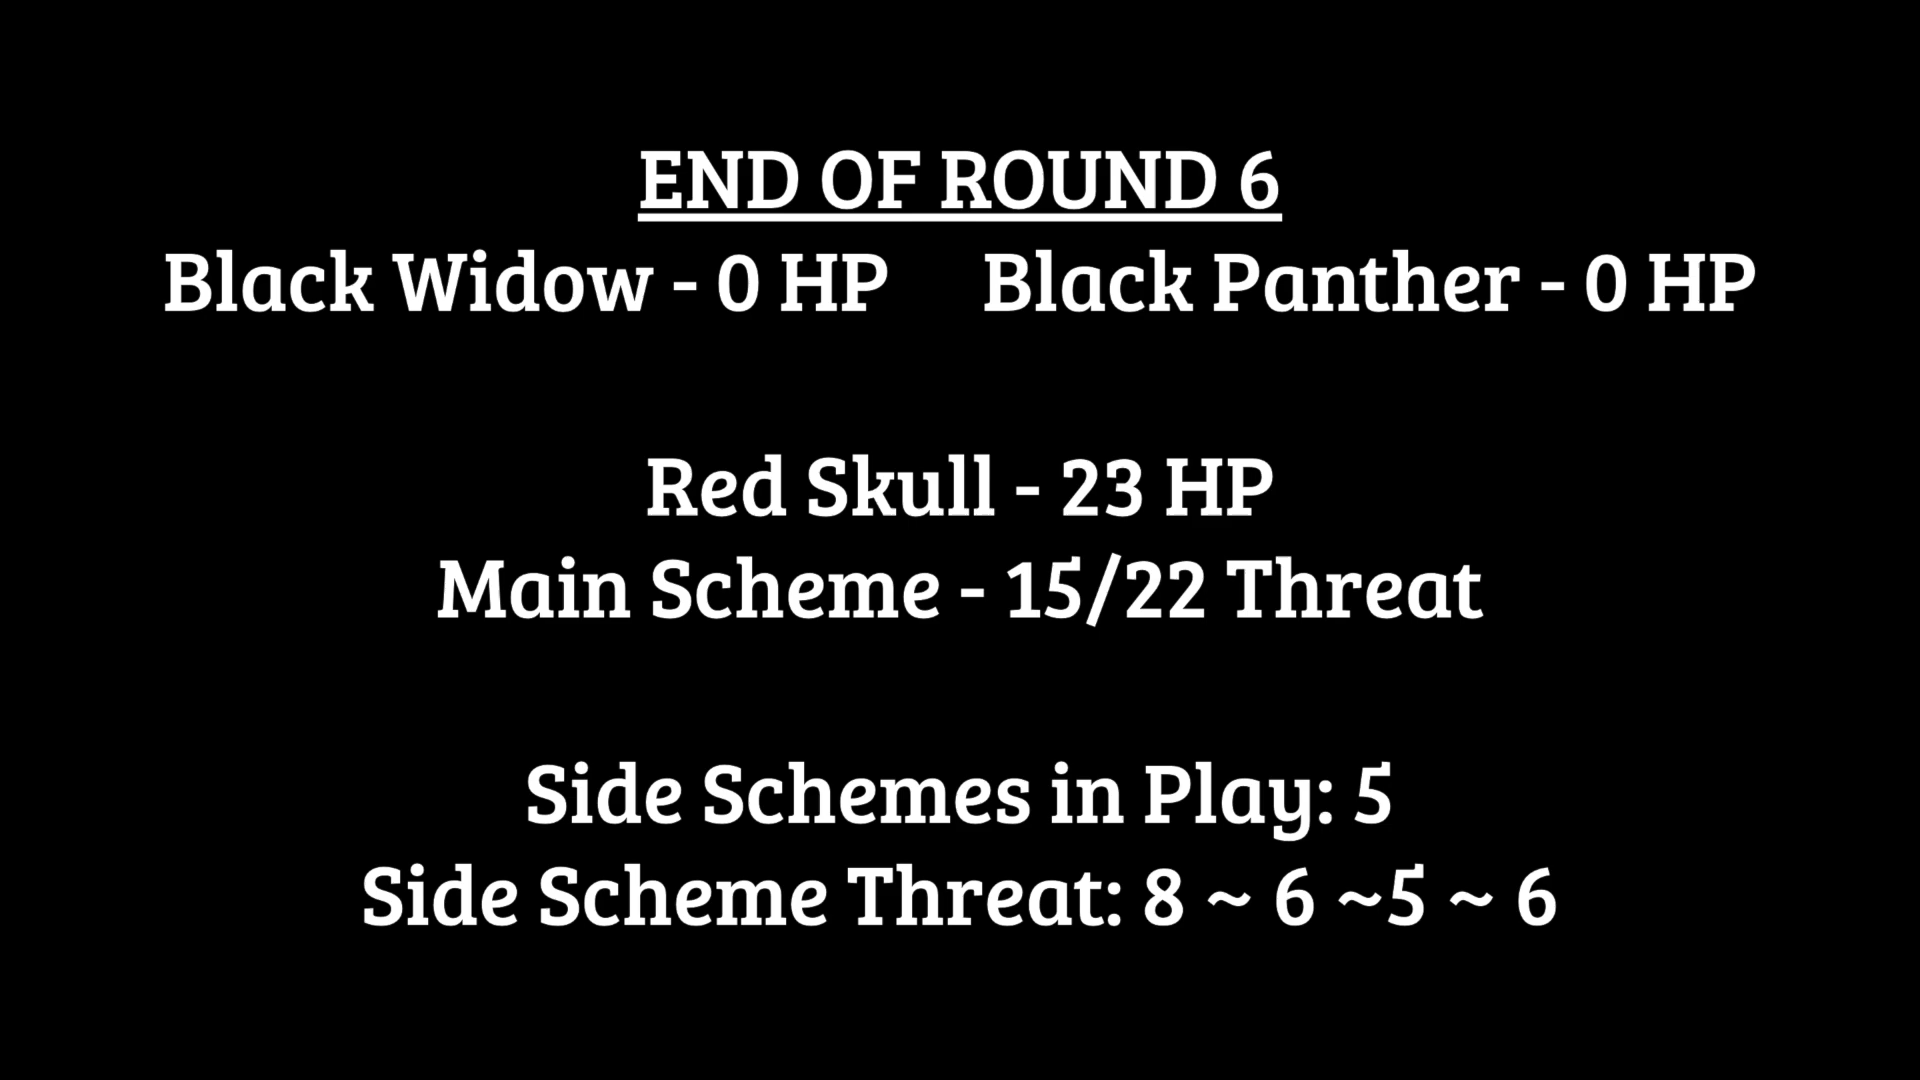 END OF ROUND 6
Black Widow - 0 HP Black Panther - 0 HP
Red Skull - 23 HP
Main Scheme - 15/22 Threat
Side Schemes in Play: 5
Side Scheme Threat: 8 ~ 6 ~5 ~ 6